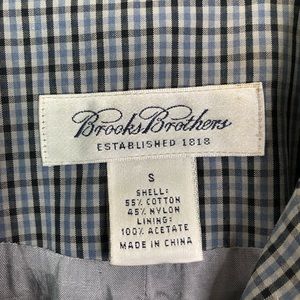 Brooks Brothers
ESTABLISHED 1818
S
SHELL:
55% COTTON
45% NYLON
LINING:
100% ACETATE
MADE IN CHINA